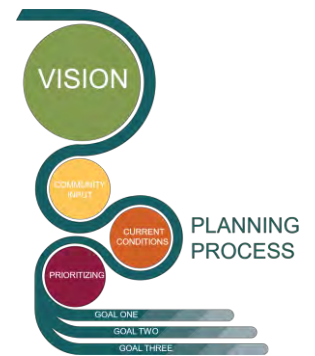 VISION
COMMUNITY
INPUT
CURRENT
CONDITIONS
PLANNING
PROCESS
PRIORITIZING
GOAL ONE
GOAL TWO
GOAL THREE